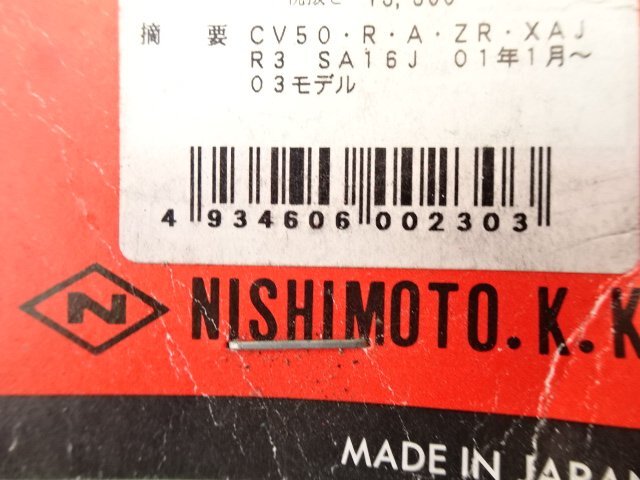 摘 要 CV50・R・A・ZR・XAJ
R3 SA16J 01年1月〜
03モデル
4 934606 002303
N NISHIMOTO.K.K
MADE IN JAPAN